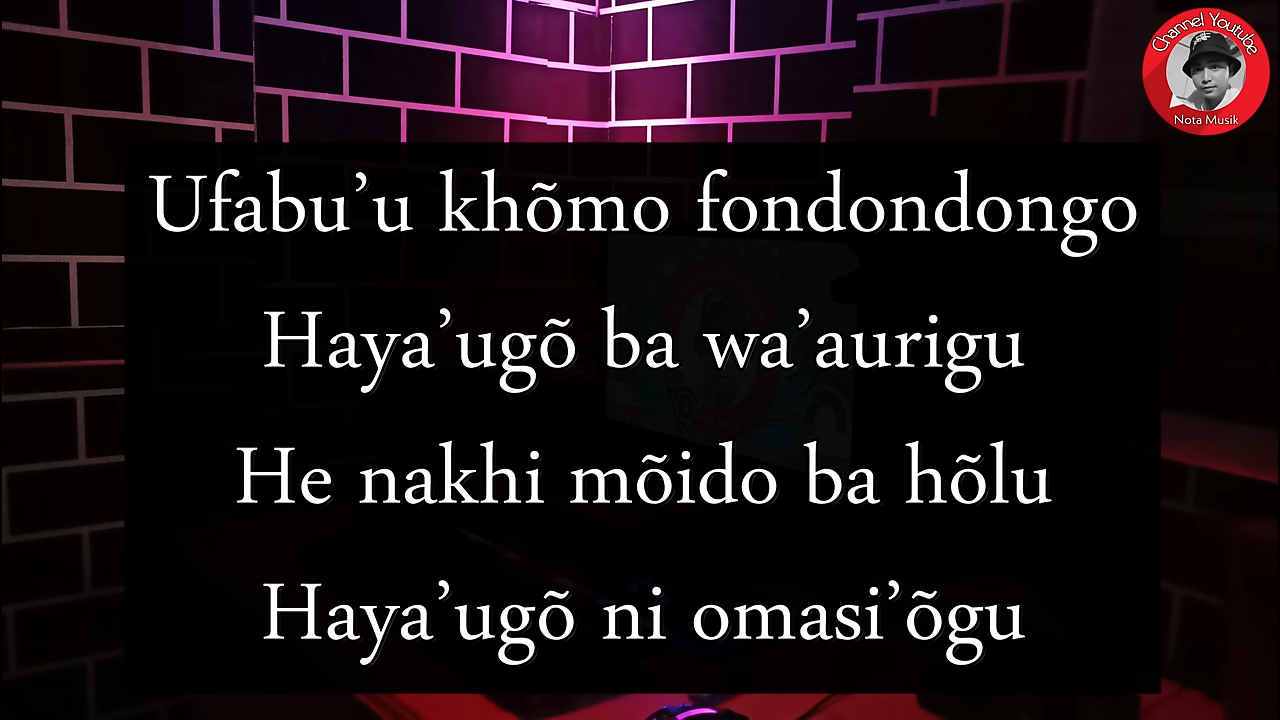 Channel Youtube
Nota Musik
Ufabu’u khõmo fondondongo
Haya’ugõ ba wa’aurigu
He nakhi mõido ba hõlu
Haya’ugõ ni omasi’õgu